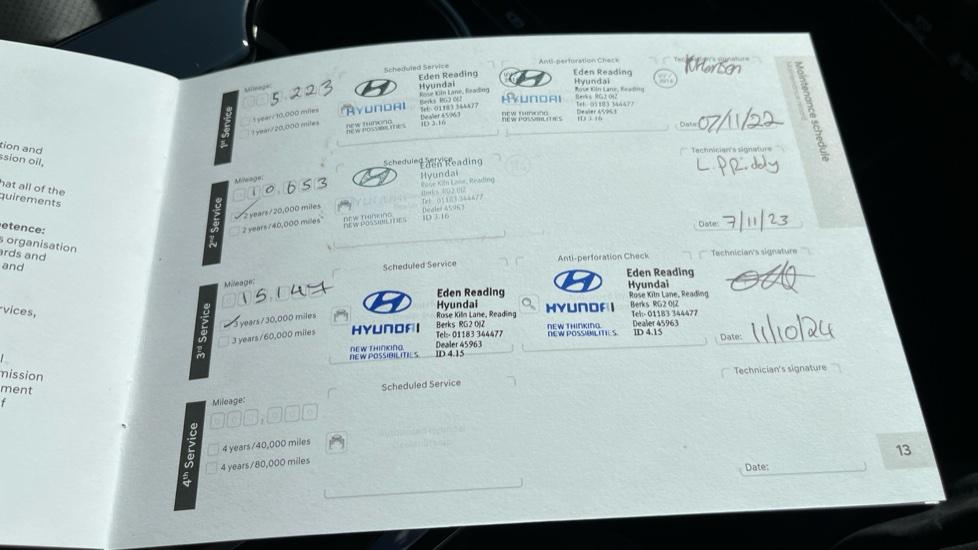 tion and
ssion oil,
hat all of the
quirements
etence:
s organisation
ards and
and
rvices,
mission
ment
f
Maintenance schedule
1st Service
Mileage:
5,223
1 year/10,000 miles
1 year/20,000 miles
Scheduled Service
HYUNDAI
NEW THINKING.
NEW POSSIBILITIES.
Eden Reading
Hyundai
Rose Kiln Lane, Reading
Berks RG2 0JZ
Tel:- 01183 344477
Dealer 45963
ID 3.16
Anti-perforation Check
HYUNDAI
NEW THINKING.
NEW POSSIBILITIES.
Eden Reading
Hyundai
Rose Kiln Lane, Reading
Berks RG2 0JZ
Tel:- 01183 344477
Dealer 45963
ID 3.16
Technician's signature
Date: 07/11/22
2nd Service
Mileage:
10,653
2 years/20,000 miles
2 years/40,000 miles
Scheduled Service
NEW THINKING.
NEW POSSIBILITIES.
Eden Reading
Hyundai
Rose Kiln Lane, Reading
Berks RG2 0JZ
Tel:- 01183 344477
Dealer 45963
ID 3.16
Technician's signature
L. Priddy
Date: 7/11/23
3rd Service
Mileage:
15,147
3 years/30,000 miles
3 years/60,000 miles
Scheduled Service
HYUNDAI
NEW THINKING.
NEW POSSIBILITIES.
Eden Reading
Hyundai
Rose Kiln Lane, Reading
Berks RG2 0JZ
Tel:- 01183 344477
Dealer 45963
ID 4.15
Anti-perforation Check
HYUNDAI
NEW THINKING.
NEW POSSIBILITIES.
Eden Reading
Hyundai
Rose Kiln Lane, Reading
Berks RG2 0JZ
Tel:- 01183 344477
Dealer 45963
ID 4.15
Technician's signature
Date: 11/10/24
4th Service
Mileage:
4 years/40,000 miles
4 years/80,000 miles
Scheduled Service
Technician's signature
Date:
13